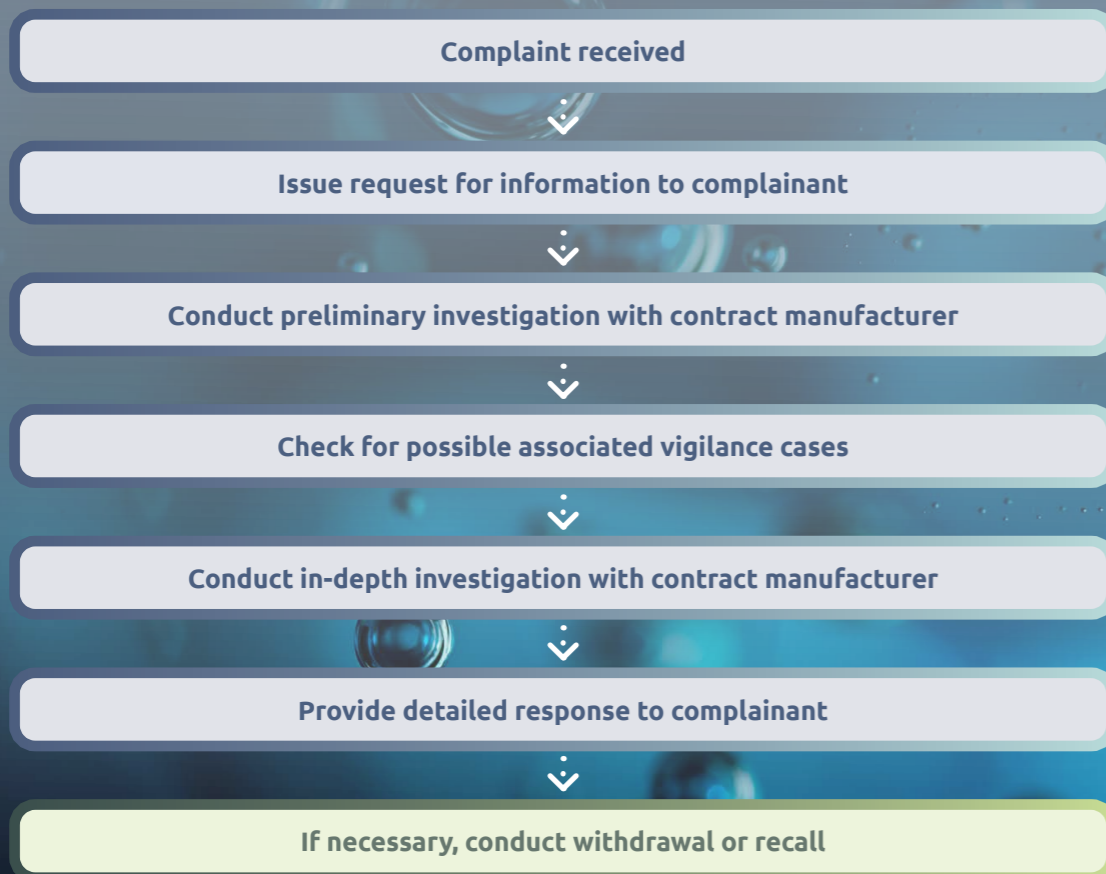 Complaint received
Issue request for information to complainant
Conduct preliminary investigation with contract manufacturer
Check for possible associated vigilance cases
Conduct in-depth investigation with contract manufacturer
Provide detailed response to complainant
If necessary, conduct withdrawal or recall